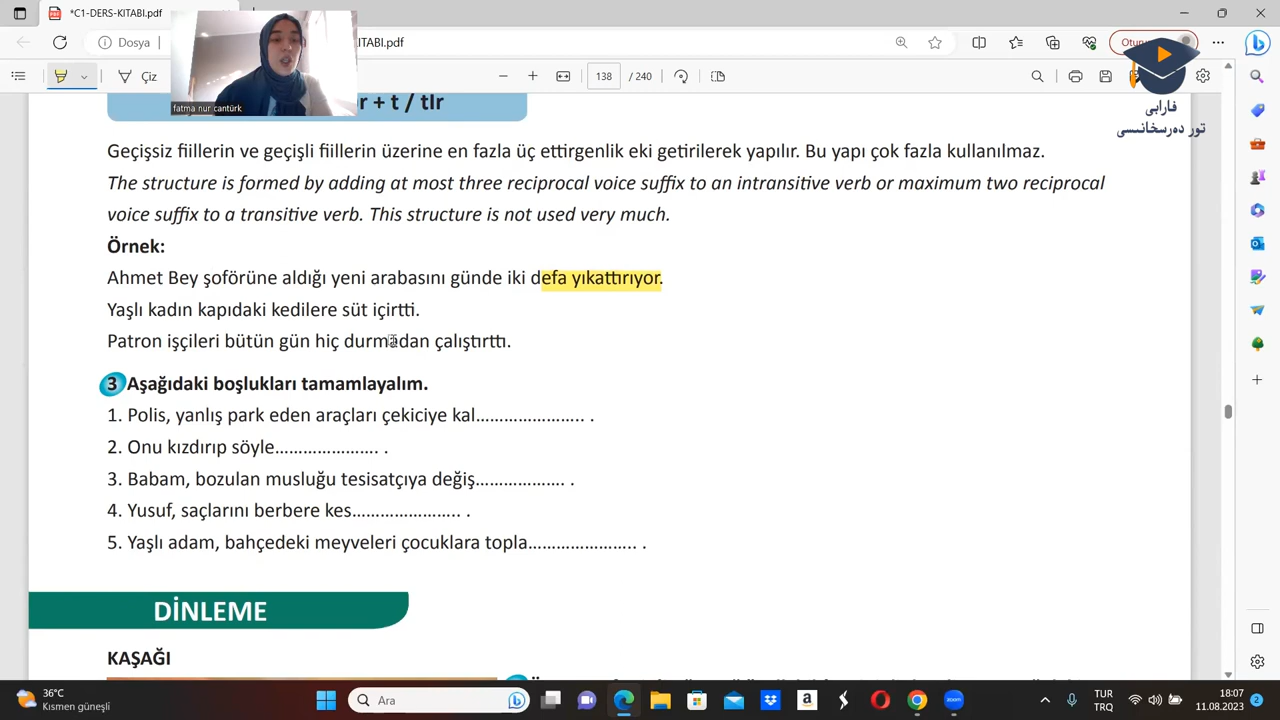 *C1-DERS-KITABI.pdf
Dosya
ITABI.pdf
Çiz
138 / 240
fatma nur cantürk
فارابى
تور دەرسخانىسى
r + t / tIr
Geçişsiz fiillerin ve geçişli fiillerin üzerine en fazla üç ettirgenlik eki getirilerek yapılır. Bu yapı çok fazla kullanılmaz.
The structure is formed by adding at most three reciprocal voice suffix to an intransitive verb or maximum two reciprocal
voice suffix to a transitive verb. This structure is not used very much.
Örnek:
Ahmet Bey şoförüne aldığı yeni arabasını günde iki defa yıkattırıyor.
Yaşlı kadın kapıdaki kedilere süt içirtti.
Patron işçileri bütün gün hiç durmadan çalıştırttı.
3 Aşağıdaki boşlukları tamamlayalım.
1. Polis, yanlış park eden araçları çekiciye kal………………….. .
2. Onu kızdırıp söyle…………………. .
3. Babam, bozulan musluğu tesisatçıya değiş………………. .
4. Yusuf, saçlarını berbere kes………………….. .
5. Yaşlı adam, bahçedeki meyveleri çocuklara topla………………….. .
DİNLEME
KAŞAĞI
36°C
Kısmen güneşli
Ara
zoom
TUR
TRQ
18:07
11.08.2023
2